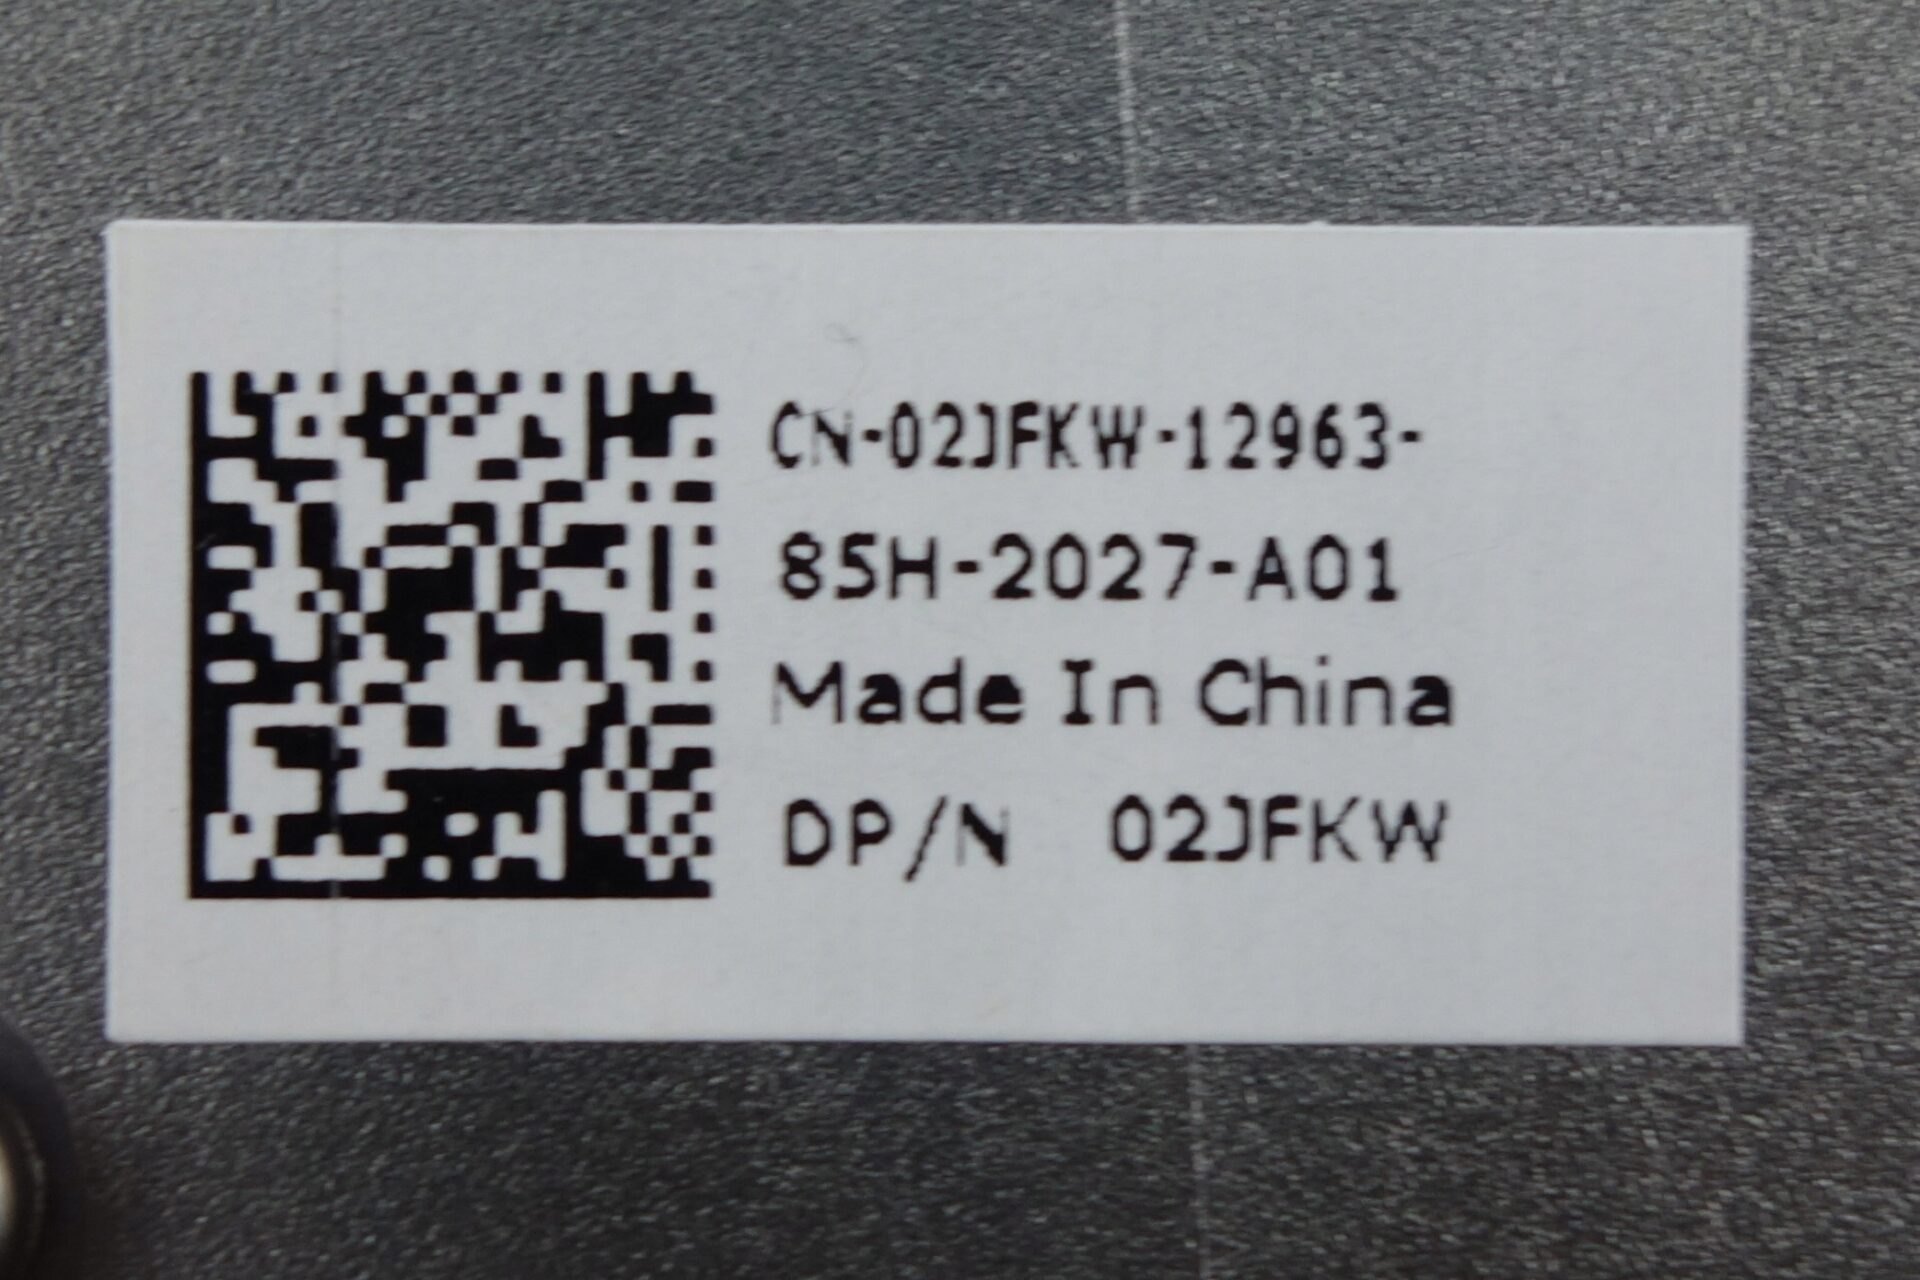 CN-02JFKW-12963-
85H-2027-A01
Made In China
DP/N 02JFKW